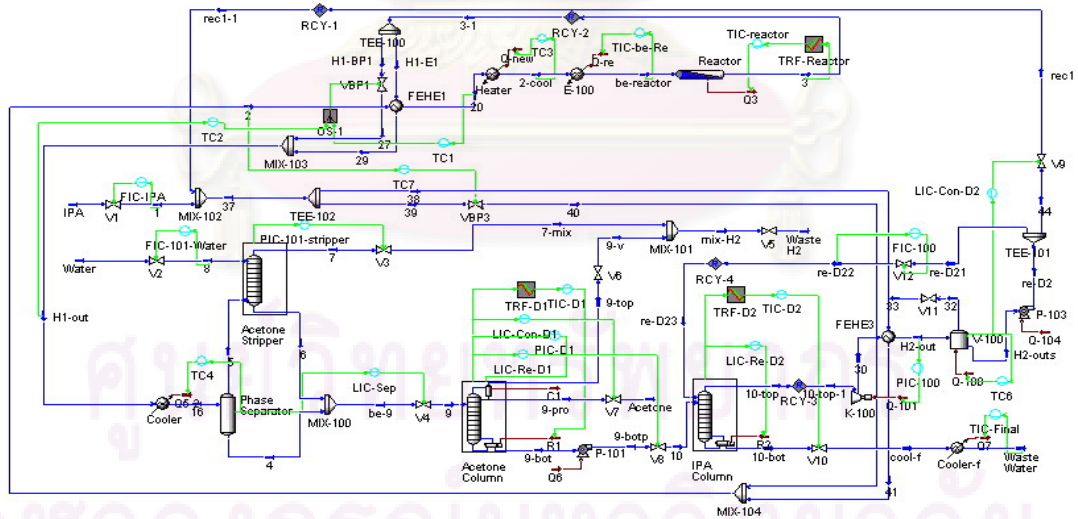 rec1-1
RCY-1
3-1
RCY-2
TEE-100
H1-BP1
H1-E1
VBP1
FEHE1
Q-new
TC3
TIC-be-Re
Q-re
TIC-reactor
Reactor
TRF-Reactor
Heater
2-cool
E-100
be-reactor
Q3
3
rec1
2
20
OS-1
27
TC2
TC1
29
MIX-103
TC7
V9
LIC-Con-D2
FIC-IPA
IPA
V1
1
MIX-102
37
TEE-102
38
39
VBP3
40
44
FIC-101-Water
Water
V2
8
PIC-101-stripper
7
V3
7-mix
9-v
MIX-101
mix-H2
V5
Waste
H2
FIC-100
re-D22
V12
re-D21
TEE-101
RCY-4
V6
9-top
Acetone
Stripper
TRF-D1
TIC-D1
TRF-D2
TIC-D2
33
V11
32
re-D2
P-103
Q-104
H1-out
re-D23
LIC-Con-D1
PIC-D1
LIC-Re-D1
LIC-Re-D2
FEHE3
H2-out
V-100
H2-outs
5
6
TC4
LIC-Sep
30
PIC-100
Q-100
TC6
Cooler
16
Phase
Separator
MIX-100
be-9
V4
9
C1
9-pro
V7
Acetone
10-top
RCY-3
10-top-1
K-100
Q-101
TIC-Final
4
R1
9-botp
V8
10
R2
Acetone
Column
9-bot
P-101
Q6
IPA
Column
10-bot
V10
cool-f
Q7
Cooler-f
Waste
Water
41
MIX-104